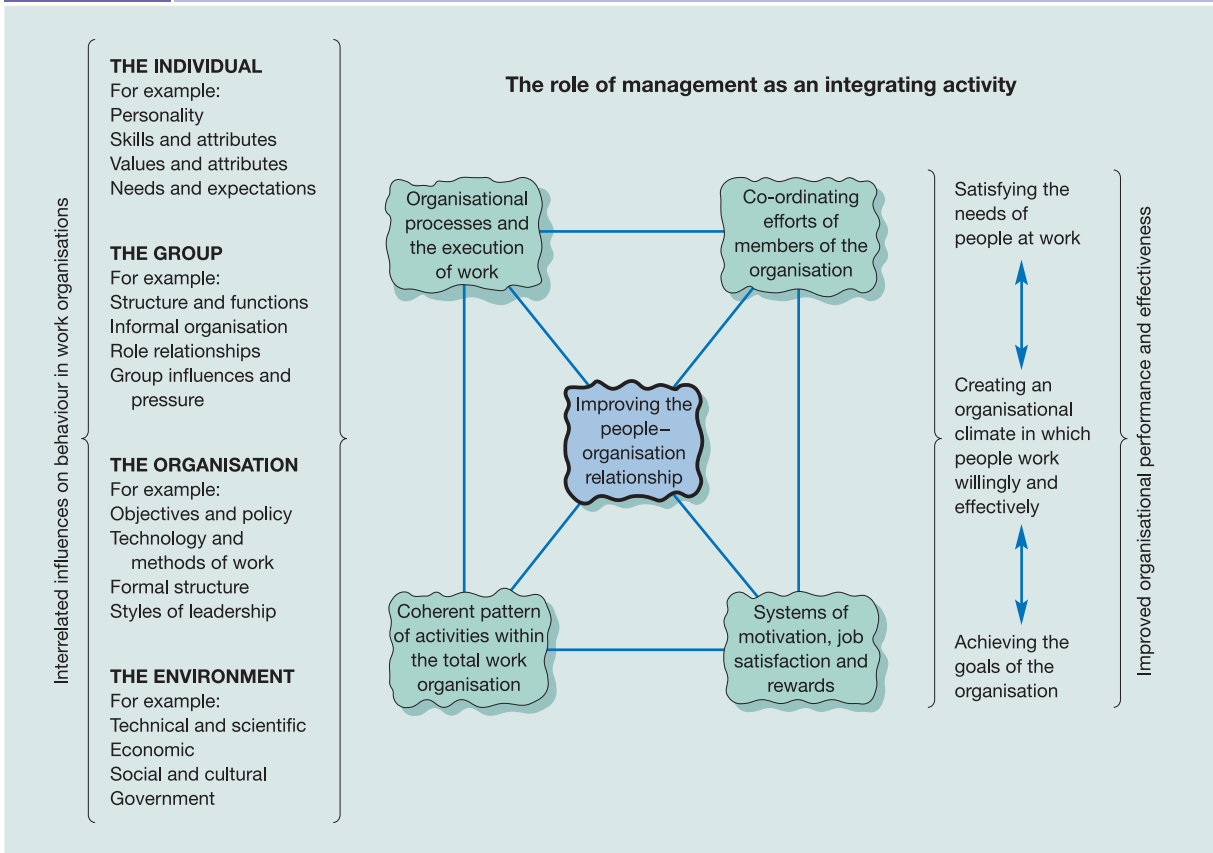 Interrelated influences on behaviour in work organisations
THE INDIVIDUAL
For example:
Personality
Skills and attributes
Values and attributes
Needs and expectations
THE GROUP
For example:
Structure and functions
Informal organisation
Role relationships
Group influences and
pressure
THE ORGANISATION
For example:
Objectives and policy
Technology and
methods of work
Formal structure
Styles of leadership
THE ENVIRONMENT
For example:
Technical and scientific
Economic
Social and cultural
Government
The role of management as an integrating activity
Organisational
processes and
the execution
of work
Co-ordinating
efforts of
members of the
organisation
Improving the
people–
organisation
relationship
Coherent pattern
of activities within
the total work
organisation
Systems of
motivation, job
satisfaction and
rewards
Satisfying the
needs of
people at work
Creating an
organisational
climate in which
people work
willingly and
effectively
Achieving the
goals of the
organisation
Improved organisational performance and effectiveness